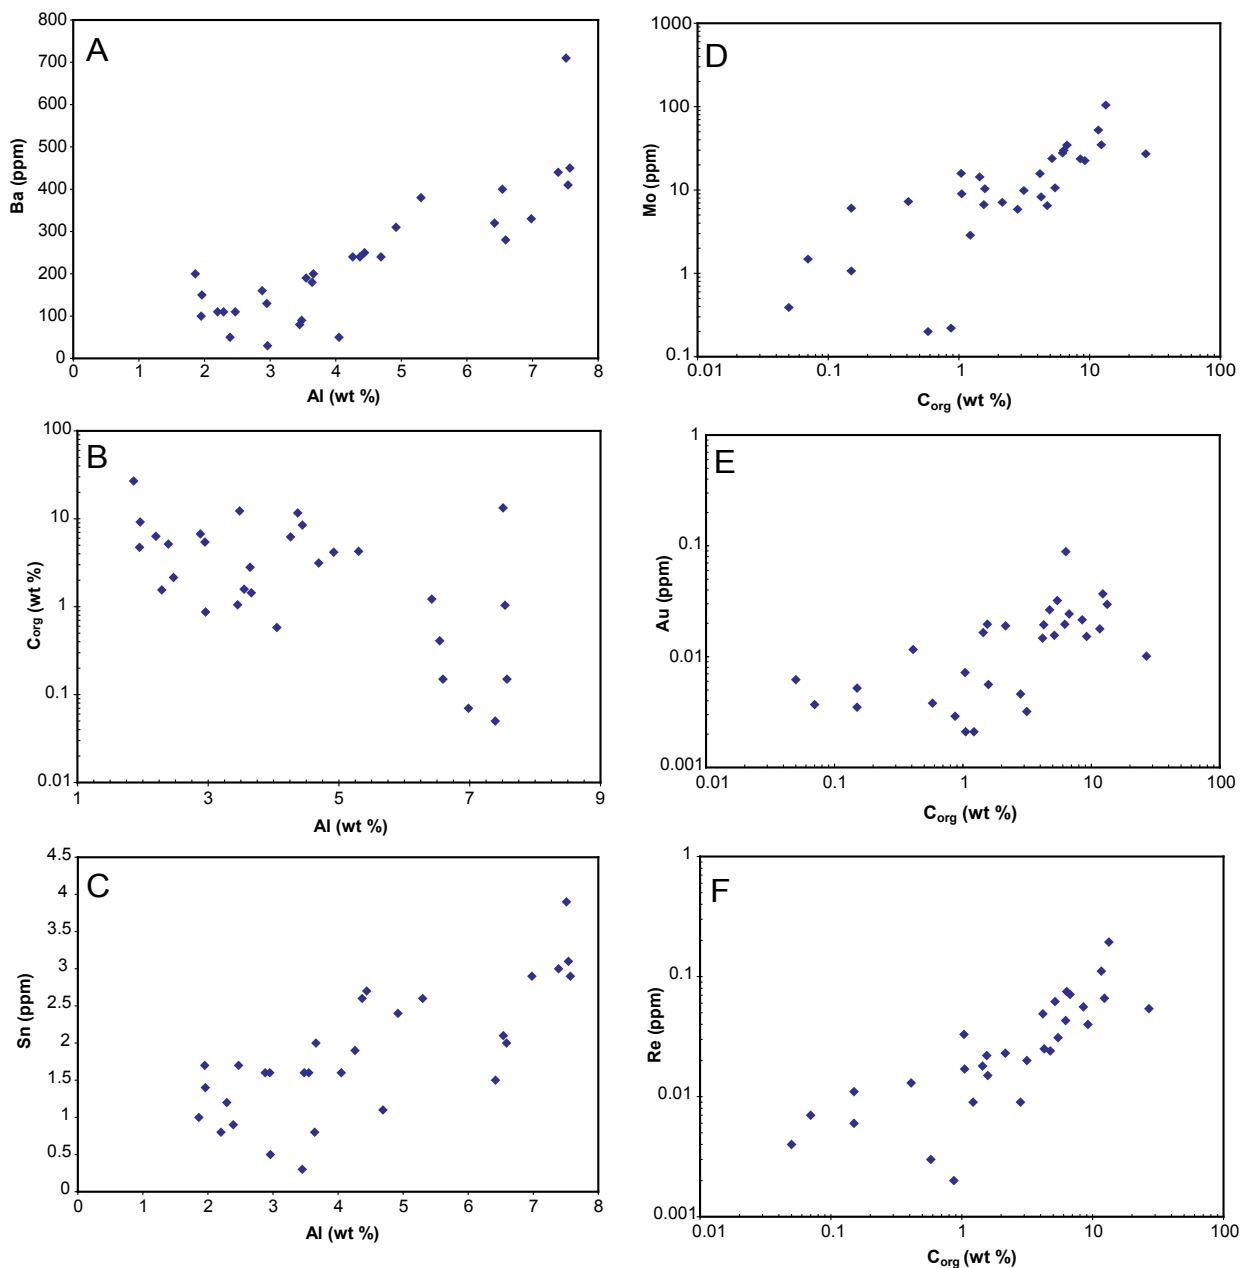 A
800
700
600
500
400
300
200
100
0
Ba (ppm)
0 1 2 3 4 5 6 7 8
Al (wt %)
D
1000
100
10
1
0.1
Mo (ppm)
0.01 0.1 1 10 100
Corg (wt %)
B
100
10
1
0.1
0.01
Corg (wt %)
1 3 5 7 9
Al (wt %)
E
1
0.1
0.01
0.001
Au (ppm)
0.01 0.1 1 10 100
Corg (wt %)
C
4.5
4
3.5
3
2.5
2
1.5
1
0.5
0
Sn (ppm)
0 1 2 3 4 5 6 7 8
Al (wt %)
F
1
0.1
0.01
0.001
Re (ppm)
0.01 0.1 1 10 100
Corg (wt %)